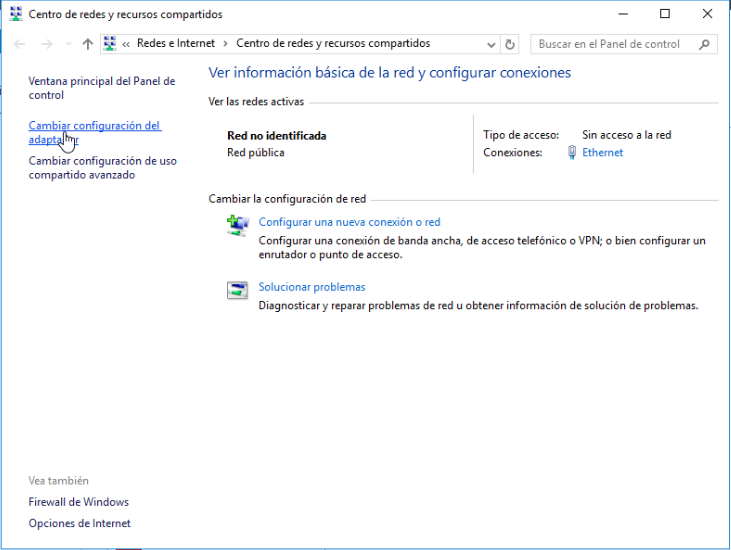 Centro de redes y recursos compartidos
« Redes e Internet > Centro de redes y recursos compartidos
Buscar en el Panel de control
Ventana principal del Panel de
control
Cambiar configuración del
adaptador
Cambiar configuración de uso
compartido avanzado
Ver información básica de la red y configurar conexiones
Ver las redes activas
Red no identificada
Red pública
Tipo de acceso: Sin acceso a la red
Conexiones: Ethernet
Cambiar la configuración de red
Configurar una nueva conexión o red
Configurar una conexión de banda ancha, de acceso telefónico o VPN; o bien configurar un
enrutador o punto de acceso.
Solucionar problemas
Diagnosticar y reparar problemas de red u obtener información de solución de problemas.
Vea también
Firewall de Windows
Opciones de Internet